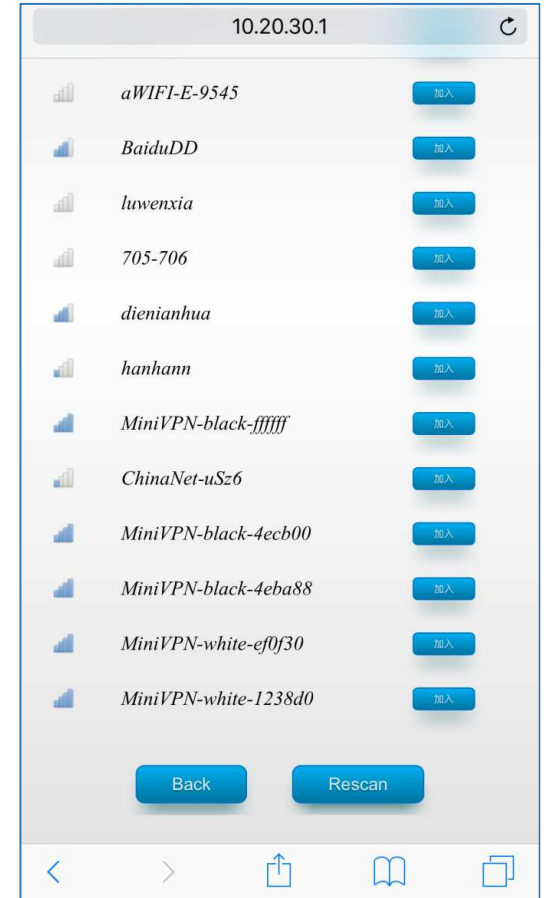 10.20.30.1
aWIFI-E-9545 加入
BaiduDD 加入
luwenxia 加入
705-706 加入
dienianhua 加入
hanhann 加入
MiniVPN-black-ffffff 加入
ChinaNet-uSz6 加入
MiniVPN-black-4ecb00 加入
MiniVPN-black-4eba88 加入
MiniVPN-white-ef0f30 加入
MiniVPN-white-1238d0 加入
Back Rescan